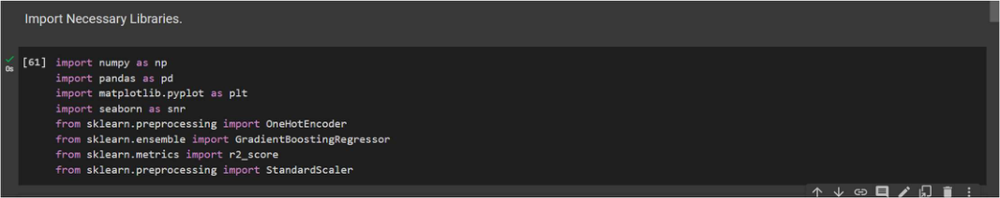 Import Necessary Libraries.
0s
[61] import numpy as np
import pandas as pd
import matplotlib.pyplot as plt
import seaborn as snr
from sklearn.preprocessing import OneHotEncoder
from sklearn.ensemble import GradientBoostingRegressor
from sklearn.metrics import r2_score
from sklearn.preprocessing import StandardScaler